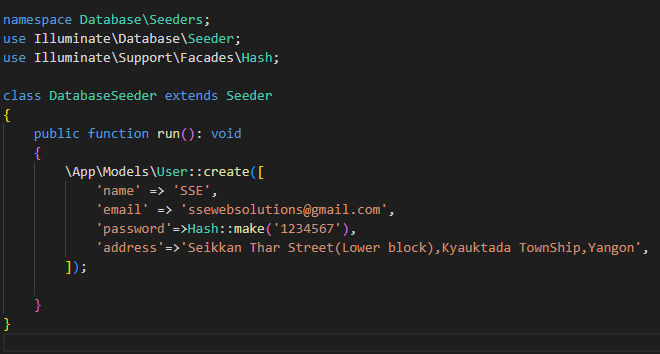 namespace Database\Seeders;
use Illuminate\Database\Seeder;
use Illuminate\Support\Facades\Hash;
class DatabaseSeeder extends Seeder
{
public function run(): void
{
\App\Models\User::create([
'name' => 'SSE',
'email' => 'ssewebsolutions@gmail.com',
'password'=>Hash::make('1234567'),
'address'=>'Seikkan Thar Street(Lower block),Kyauktada TownShip,Yangon',
]);
}
}